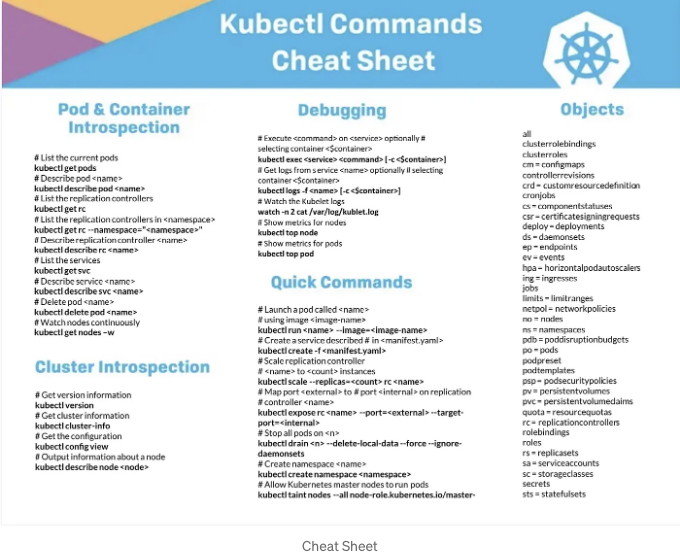 Kubectl Commands
Cheat Sheet
Pod & Container
Introspection
# List the current pods
kubectl get pods
# Describe pod <name>
kubectl describe pod <name>
# List the replication controllers
kubectl get rc
# List the replication controllers in <namespace>
kubectl get rc --namespace="<namespace>"
# Describe replication controller <name>
kubectl describe rc <name>
# List the services
kubectl get svc
# Describe service <name>
kubectl describe svc <name>
# Delete pod <name>
kubectl delete pod <name>
# Watch nodes continuously
kubectl get nodes –w
Cluster Introspection
# Get version information
kubectl version
# Get cluster information
kubectl cluster-info
# Get the configuration
kubectl config view
# Output information about a node
kubectl describe node <node>
Debugging
# Execute <command> on <service> optionally #
selecting container <$container>
kubectl exec <service> <command> [-c <$container>]
# Get logs from service <name> optionally # selecting
container <$container>
kubectl logs -f <name> [-c <$container>]
# Watch the Kubelet logs
watch -n 2 cat /var/log/kublet.log
# Show metrics for nodes
kubectl top node
# Show metrics for pods
kubectl top pod
Quick Commands
# Launch a pod called <name>
# using image <image-name>
kubectl run <name> --image=<image-name>
# Create a service described # in <manifest.yaml>
kubectl create -f <manifest.yaml>
# Scale replication controller
# <name> to <count> instances
kubectl scale --replicas=<count> rc <name>
# Map port <external> to # port <internal> on replication
# controller <name>
kubectl expose rc <name> --port=<external> --target-
port=<internal>
# Stop all pods on <n>
kubectl drain <n> --delete-local-data --force --ignore-
daemonsets
# Create namespace <name>
kubectl create namespace <namespace>
# Allow Kubernetes master nodes to run pods
kubectl taint nodes --all node-role.kubernetes.io/master-
Objects
all
clusterrolebindings
clusterroles
cm = configmaps
controllerrevisions
crd = customresourcedefinition
cronjobs
cs = componentstatuses
csr = certificatesigningrequests
deploy = deployments
ds = daemonsets
ep = endpoints
ev = events
hpa = horizontalpodautoscalers
ing = ingresses
jobs
limits = limitranges
netpol = networkpolicies
no = nodes
ns = namespaces
pdb = poddisruptionbudgets
po = pods
podpreset
podtemplates
psp = podsecuritypolicies
pv = persistentvolumes
pvc = persistentvolumeclaims
quota = resourcequotas
rc = replicationcontrollers
rolebindings
roles
rs = replicasets
sa = serviceaccounts
sc = storageclasses
secrets
sts = statefulsets
Cheat Sheet